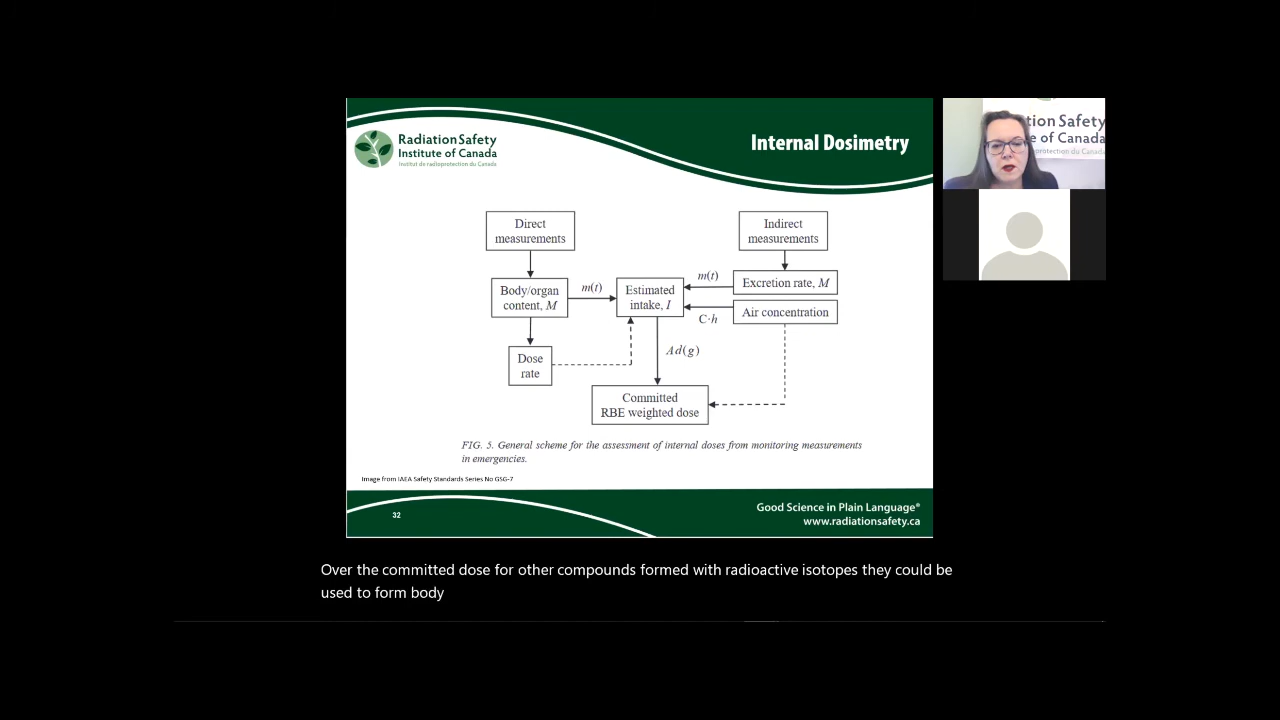 Internal Dosimetry
Radiation Safety
Institute of Canada
Institut de radioprotection du Canada
Direct
measurements
Indirect
measurements
Body/organ
content, M
m(t)
Estimated
intake, I
m(t)
Excretion rate, M
C·h
Air concentration
Dose
rate
Ad(g)
Committed
RBE weighted dose
FIG. 5. General scheme for the assessment of internal doses from monitoring measurements
in emergencies.
Image from IAEA Safety Standards Series No GSG-7
32
Good Science in Plain Language®
www.radiationsafety.ca
tion Safety
e of Canada
protection du Canada
Over the committed dose for other compounds formed with radioactive isotopes they could be
used to form body